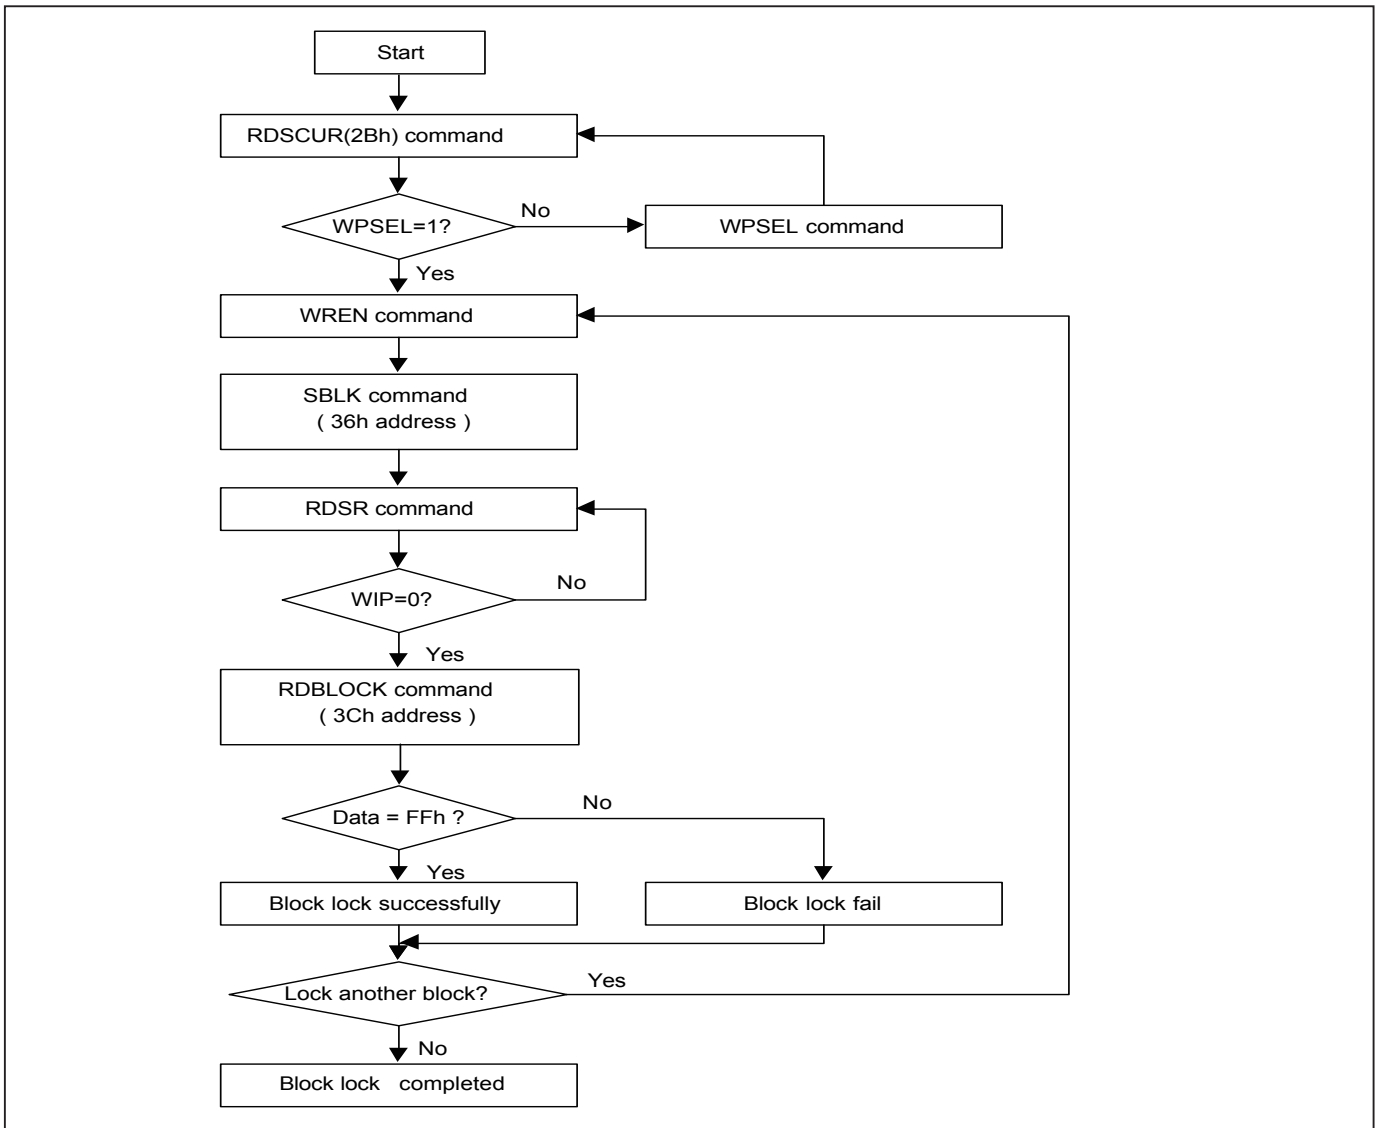 Start
RDSCUR(2Bh) command
WPSEL=1?
No
WPSEL command
Yes
WREN command
SBLK command
( 36h address )
RDSR command
WIP=0?
No
Yes
RDBLOCK command
( 3Ch address )
Data = FFh ?
No
Yes
Block lock successfully
Block lock fail
Lock another block?
Yes
No
Block lock completed